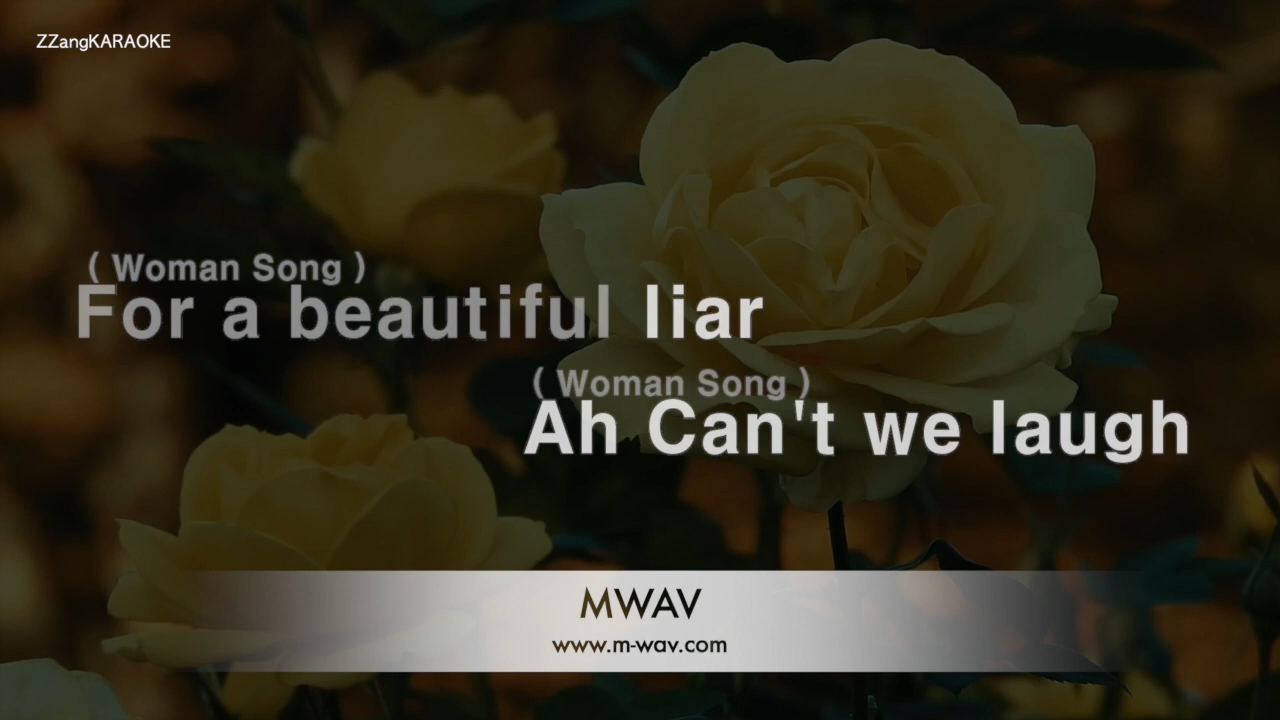 ZZangKARAOKE
( Woman Song )
For a beautiful liar
( Woman Song )
Ah Can't we laugh
MWAV
www.m-wav.com